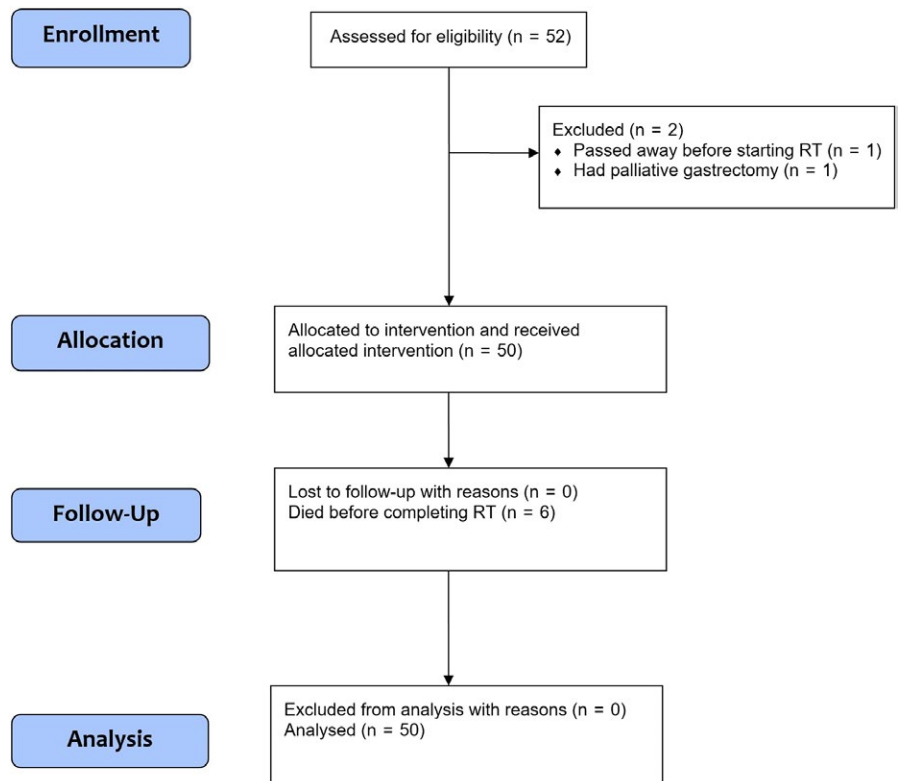 Enrollment
Assessed for eligibility (n = 52)
Excluded (n = 2)
♦ Passed away before starting RT (n = 1)
♦ Had palliative gastrectomy (n = 1)
Allocation
Allocated to intervention and received
allocated intervention (n = 50)
Follow-Up
Lost to follow-up with reasons (n = 0)
Died before completing RT (n = 6)
Analysis
Excluded from analysis with reasons (n = 0)
Analysed (n = 50)